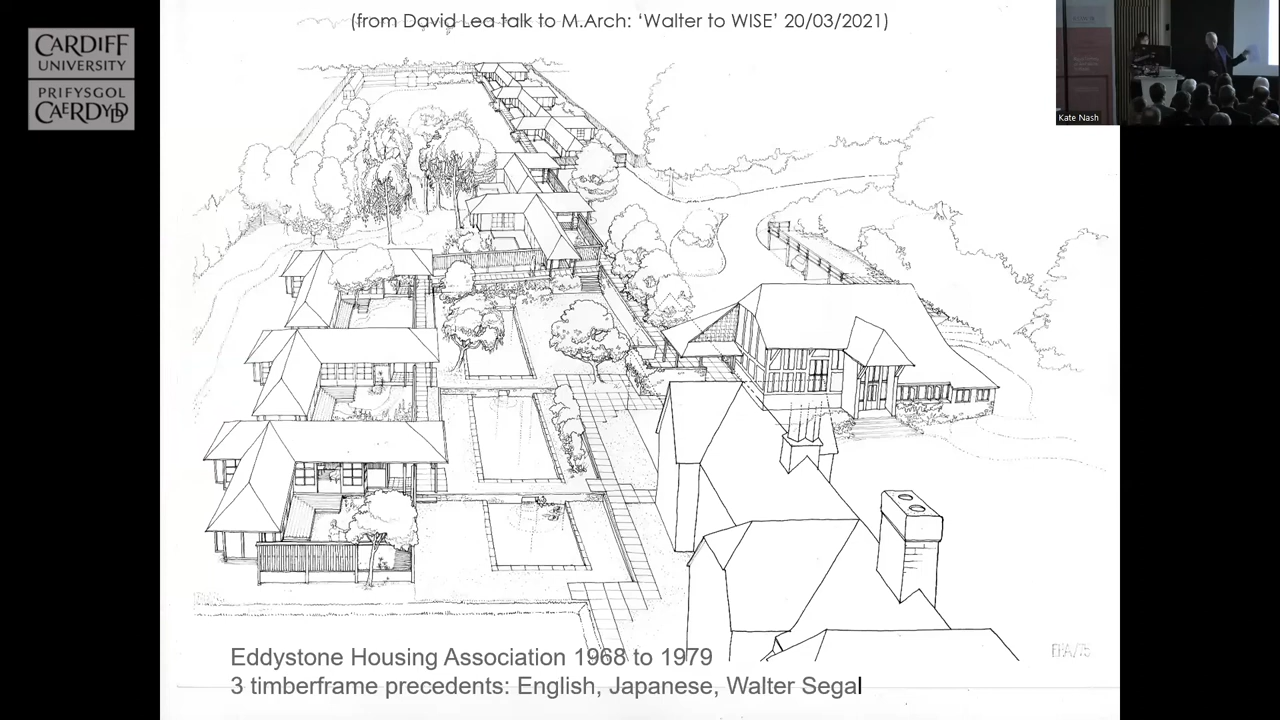 (from David Lea talk to M.Arch: ‘Walter to WISE’ 20/03/2021)
CARDIFF
UNIVERSITY
PRIFYSGOL
CAERDYDD
Kate Nash
Eddystone Housing Association 1968 to 1979
3 timberframe precedents: English, Japanese, Walter Segal